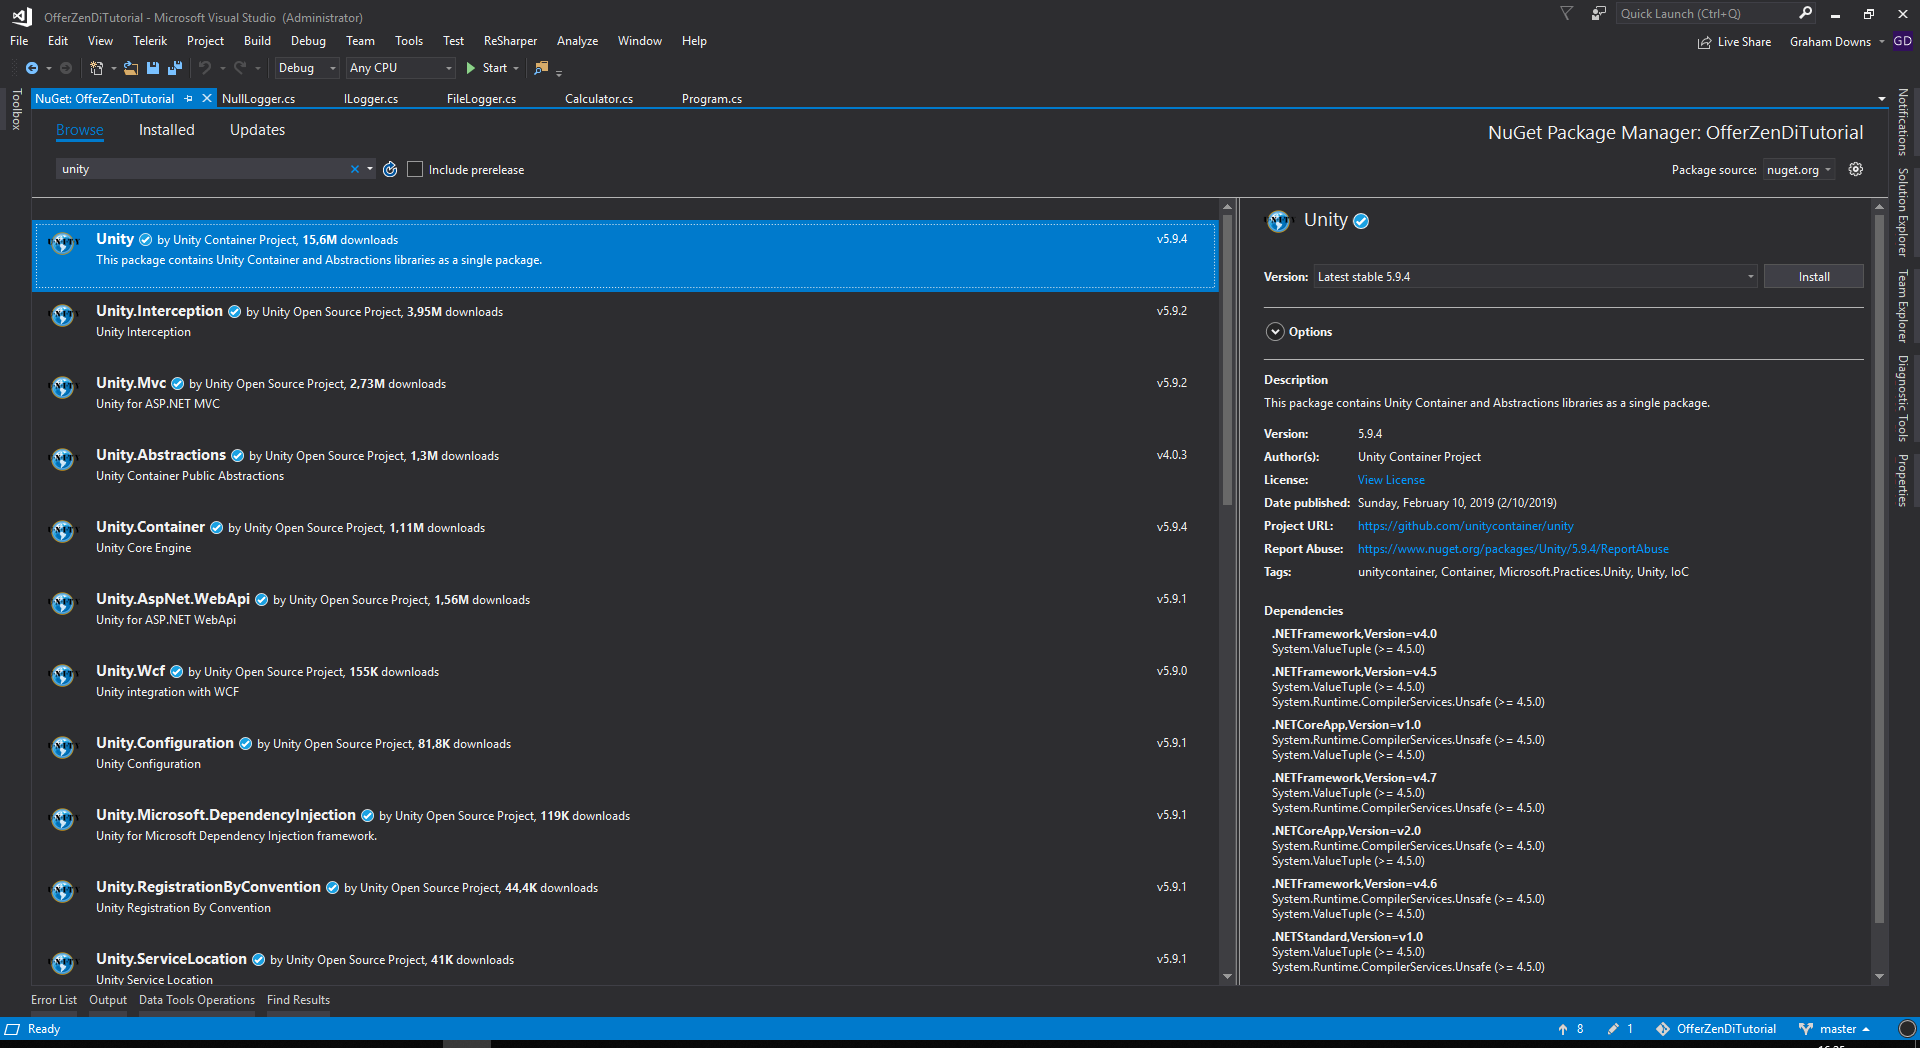 OfferZenDiTutorial - Microsoft Visual Studio (Administrator)
Quick Launch (Ctrl+Q)
File Edit View Telerik Project Build Debug Team Tools Test ReSharper Analyze Window Help
Live Share Graham Downs GD
Debug Any CPU Start
Toolbox
NuGet: OfferZenDiTutorial NullLogger.cs ILogger.cs FileLogger.cs Calculator.cs Program.cs
Browse Installed Updates
NuGet Package Manager: OfferZenDiTutorial
unity Include prerelease
Package source: nuget.org
Unity by Unity Container Project, 15,6M downloads v5.9.4
This package contains Unity Container and Abstractions libraries as a single package.
Unity.Interception by Unity Open Source Project, 3,95M downloads v5.9.2
Unity Interception
Unity.Mvc by Unity Open Source Project, 2,73M downloads v5.9.2
Unity for ASP.NET MVC
Unity.Abstractions by Unity Open Source Project, 1,3M downloads v4.0.3
Unity Container Public Abstractions
Unity.Container by Unity Open Source Project, 1,11M downloads v5.9.4
Unity Core Engine
Unity.AspNet.WebApi by Unity Open Source Project, 1,56M downloads v5.9.1
Unity for ASP.NET WebApi
Unity.Wcf by Unity Open Source Project, 155K downloads v5.9.0
Unity integration with WCF
Unity.Configuration by Unity Open Source Project, 81,8K downloads v5.9.1
Unity Configuration
Unity.Microsoft.DependencyInjection by Unity Open Source Project, 119K downloads v5.9.1
Unity for Microsoft Dependency Injection framework.
Unity.RegistrationByConvention by Unity Open Source Project, 44,4K downloads v5.9.1
Unity Registration By Convention
Unity.ServiceLocation by Unity Open Source Project, 41K downloads v5.9.1
Unity Service Location
Unity
Version: Latest stable 5.9.4 Install
Options
Description
This package contains Unity Container and Abstractions libraries as a single package.
Version: 5.9.4
Author(s): Unity Container Project
License: View License
Date published: Sunday, February 10, 2019 (2/10/2019)
Project URL: https://github.com/unitycontainer/unity
Report Abuse: https://www.nuget.org/packages/Unity/5.9.4/ReportAbuse
Tags: unitycontainer, Container, Microsoft.Practices.Unity, Unity, IoC
Dependencies
.NETFramework,Version=v4.0
System.ValueTuple (>= 4.5.0)
.NETFramework,Version=v4.5
System.ValueTuple (>= 4.5.0)
System.Runtime.CompilerServices.Unsafe (>= 4.5.0)
.NETCoreApp,Version=v1.0
System.Runtime.CompilerServices.Unsafe (>= 4.5.0)
System.ValueTuple (>= 4.5.0)
.NETFramework,Version=v4.7
System.ValueTuple (>= 4.5.0)
System.Runtime.CompilerServices.Unsafe (>= 4.5.0)
.NETCoreApp,Version=v2.0
System.Runtime.CompilerServices.Unsafe (>= 4.5.0)
System.ValueTuple (>= 4.5.0)
.NETFramework,Version=v4.6
System.Runtime.CompilerServices.Unsafe (>= 4.5.0)
System.ValueTuple (>= 4.5.0)
.NETStandard,Version=v1.0
System.ValueTuple (>= 4.5.0)
System.Runtime.CompilerServices.Unsafe (>= 4.5.0)
Notifications
Solution Explorer
Team Explorer
Diagnostic Tools
Properties
Error List Output Data Tools Operations Find Results
Ready 8 1 OfferZenDiTutorial master